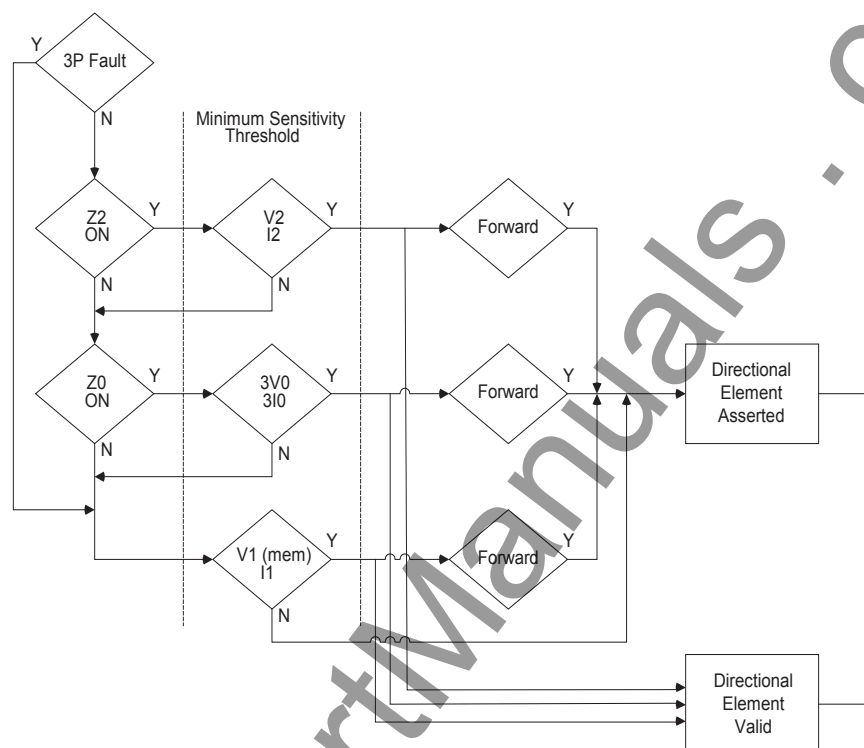 Y
3P Fault
N
Minimum Sensitivity
Threshold
Z2
ON
Y
V2
I2
Y
Forward
Y
N
N
Z0
ON
Y
3V0
3I0
Y
Forward
Y
Directional
Element
Asserted
N
N
V1 (mem)
I1
Y
Forward
Y
N
Directional
Element
Valid
rtManuals . c